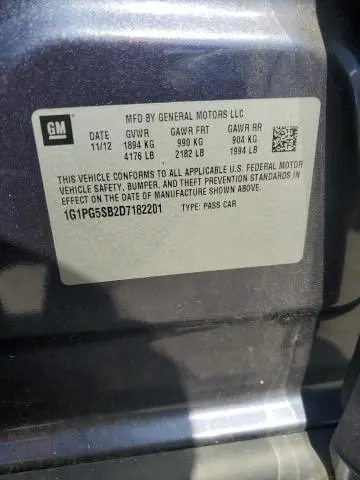 GM
MFD BY GENERAL MOTORS LLC
DATE GVWR GAWR FRT GAWR RR
11/12 1894 KG 990 KG 904 KG
4176 LB 2182 LB 1994 LB
THIS VEHICLE CONFORMS TO ALL APPLICABLE U.S. FEDERAL MOTOR
VEHICLE SAFETY, BUMPER, AND THEFT PREVENTION STANDARDS IN
EFFECT ON THE DATE OF MANUFACTURE SHOWN ABOVE.
1G1PG5SB2D7182201 TYPE: PASS CAR